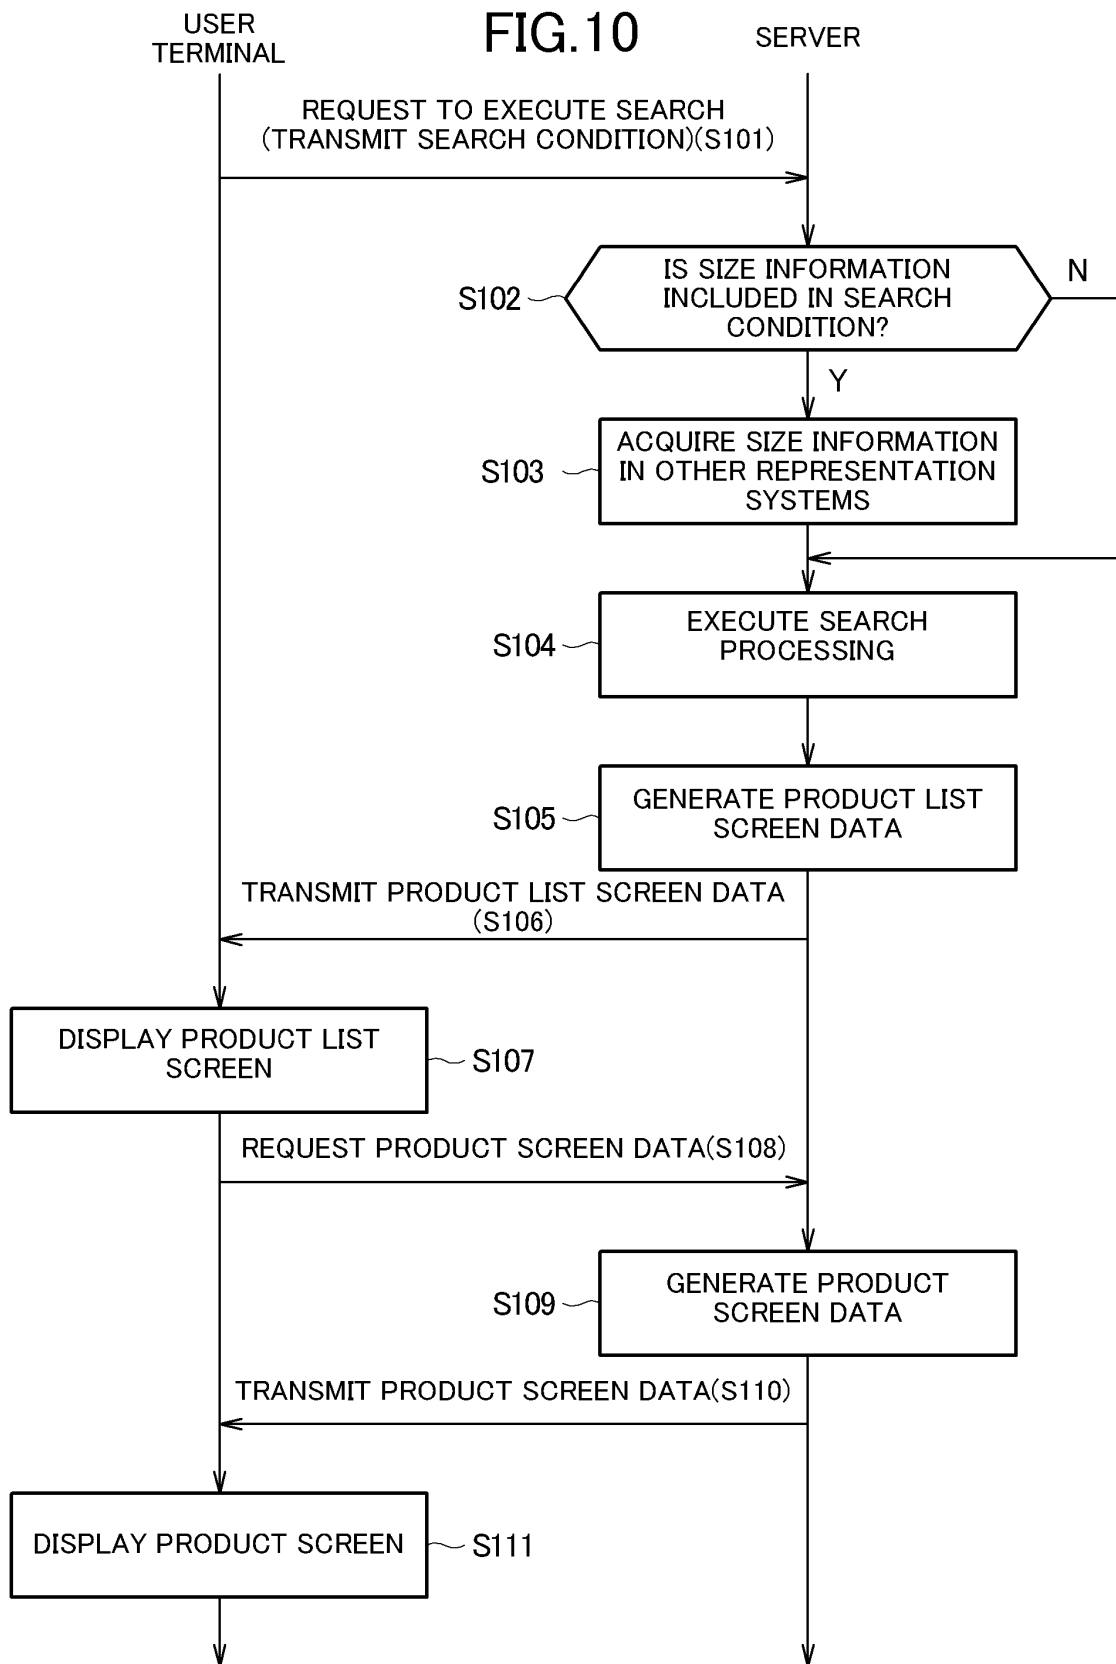 FIG.10
USER
TERMINAL
SERVER
REQUEST TO EXECUTE SEARCH
(TRANSMIT SEARCH CONDITION)(S101)
S102
IS SIZE INFORMATION
INCLUDED IN SEARCH
CONDITION?
N
Y
S103
ACQUIRE SIZE INFORMATION
IN OTHER REPRESENTATION
SYSTEMS
S104
EXECUTE SEARCH
PROCESSING
S105
GENERATE PRODUCT LIST
SCREEN DATA
TRANSMIT PRODUCT LIST SCREEN DATA
(S106)
DISPLAY PRODUCT LIST
SCREEN
S107
REQUEST PRODUCT SCREEN DATA(S108)
S109
GENERATE PRODUCT
SCREEN DATA
TRANSMIT PRODUCT SCREEN DATA(S110)
DISPLAY PRODUCT SCREEN
S111